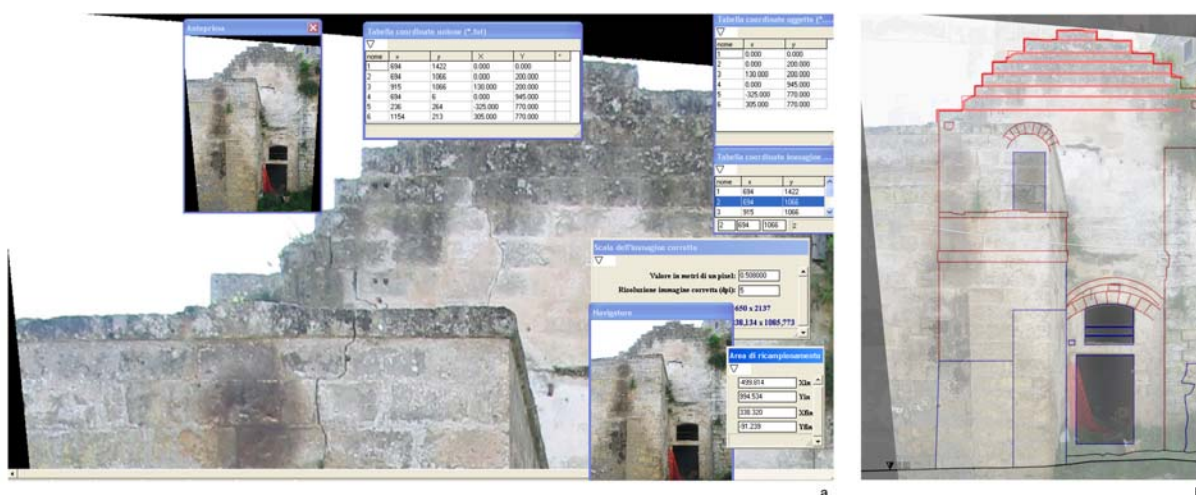 Anteprima
Tabella coordinate unione (*.txt)
nome x y X Y *
1 694 1422 0.000 0.000
2 694 1066 0.000 200.000
3 915 1066 130.000 200.000
4 694 6 0.000 945.000
5 236 264 -325.000 770.000
6 1154 213 305.000 770.000
Tabella coordinate oggetto (*....
nome x y
1 0.000 0.000
2 0.000 200.000
3 130.000 200.000
4 0.000 945.000
5 -325.000 770.000
6 305.000 770.000
Tabella coordinate immagine ...
nome x y
1 694 1422
2 694 1066
3 915 1066
2 694 1066
Scala dell'immagine corretta
Valore in metri di un pixel: 0.508000
Risoluzione immagine corretta (dpi): 5
650 x 2137
38,134 x 1085,773
Navigatore
Area di ricampionamento
-499.814 XIn
994.534 YIn
338.320 Xfin
-91.239 Yfin
a